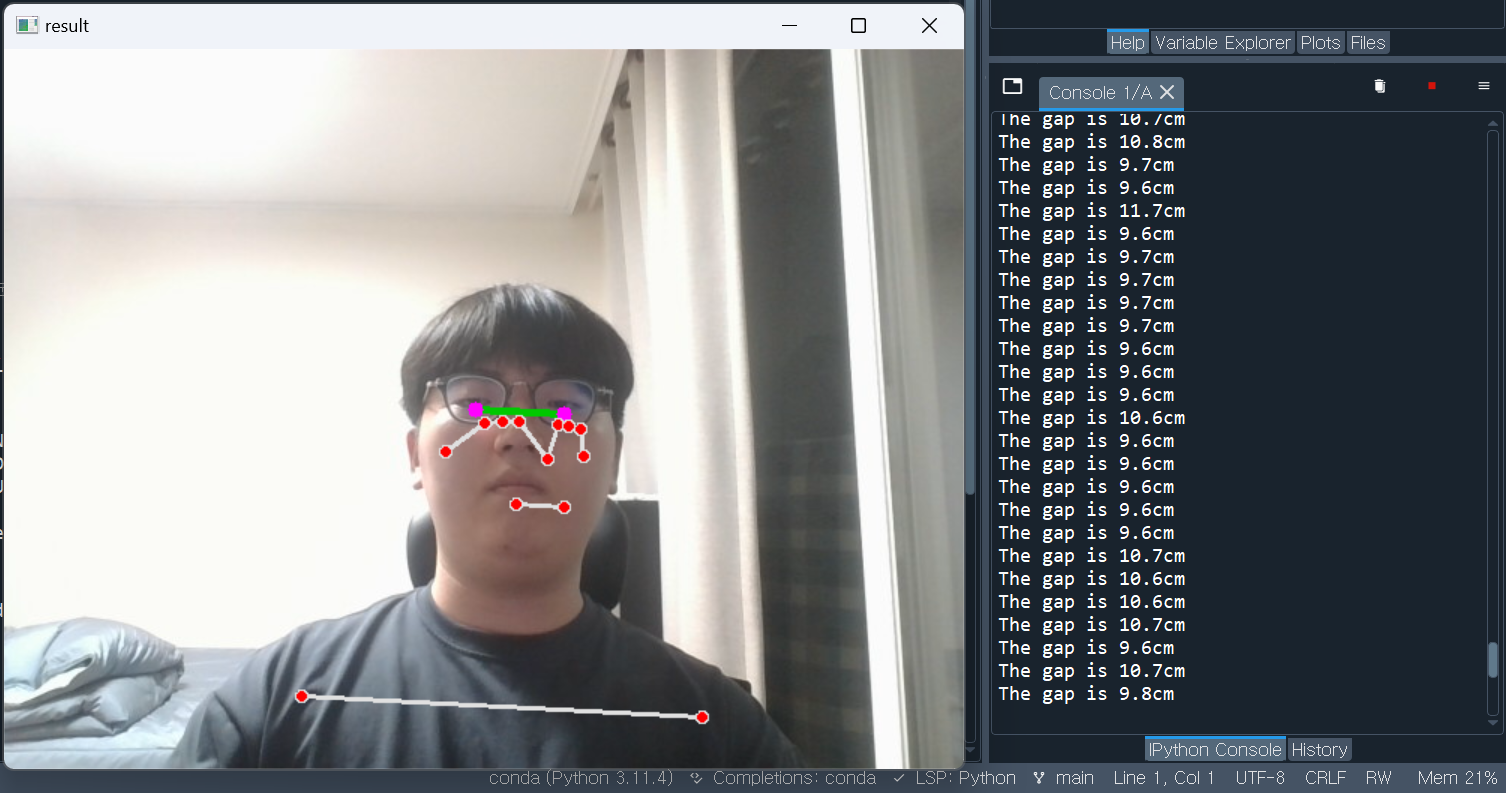 result
Help Variable Explorer Plots Files
Console 1/A
The gap is 10.7cm
The gap is 10.8cm
The gap is 9.7cm
The gap is 9.6cm
The gap is 11.7cm
The gap is 9.6cm
The gap is 9.7cm
The gap is 9.7cm
The gap is 9.7cm
The gap is 9.7cm
The gap is 9.6cm
The gap is 9.6cm
The gap is 9.6cm
The gap is 10.6cm
The gap is 9.6cm
The gap is 9.6cm
The gap is 9.6cm
The gap is 9.6cm
The gap is 9.6cm
The gap is 10.7cm
The gap is 10.6cm
The gap is 10.6cm
The gap is 10.7cm
The gap is 9.6cm
The gap is 10.7cm
The gap is 9.8cm
IPython Console History
conda (Python 3.11.4) Completions: conda LSP: Python main Line 1, Col 1 UTF-8 CRLF RW Mem 21%